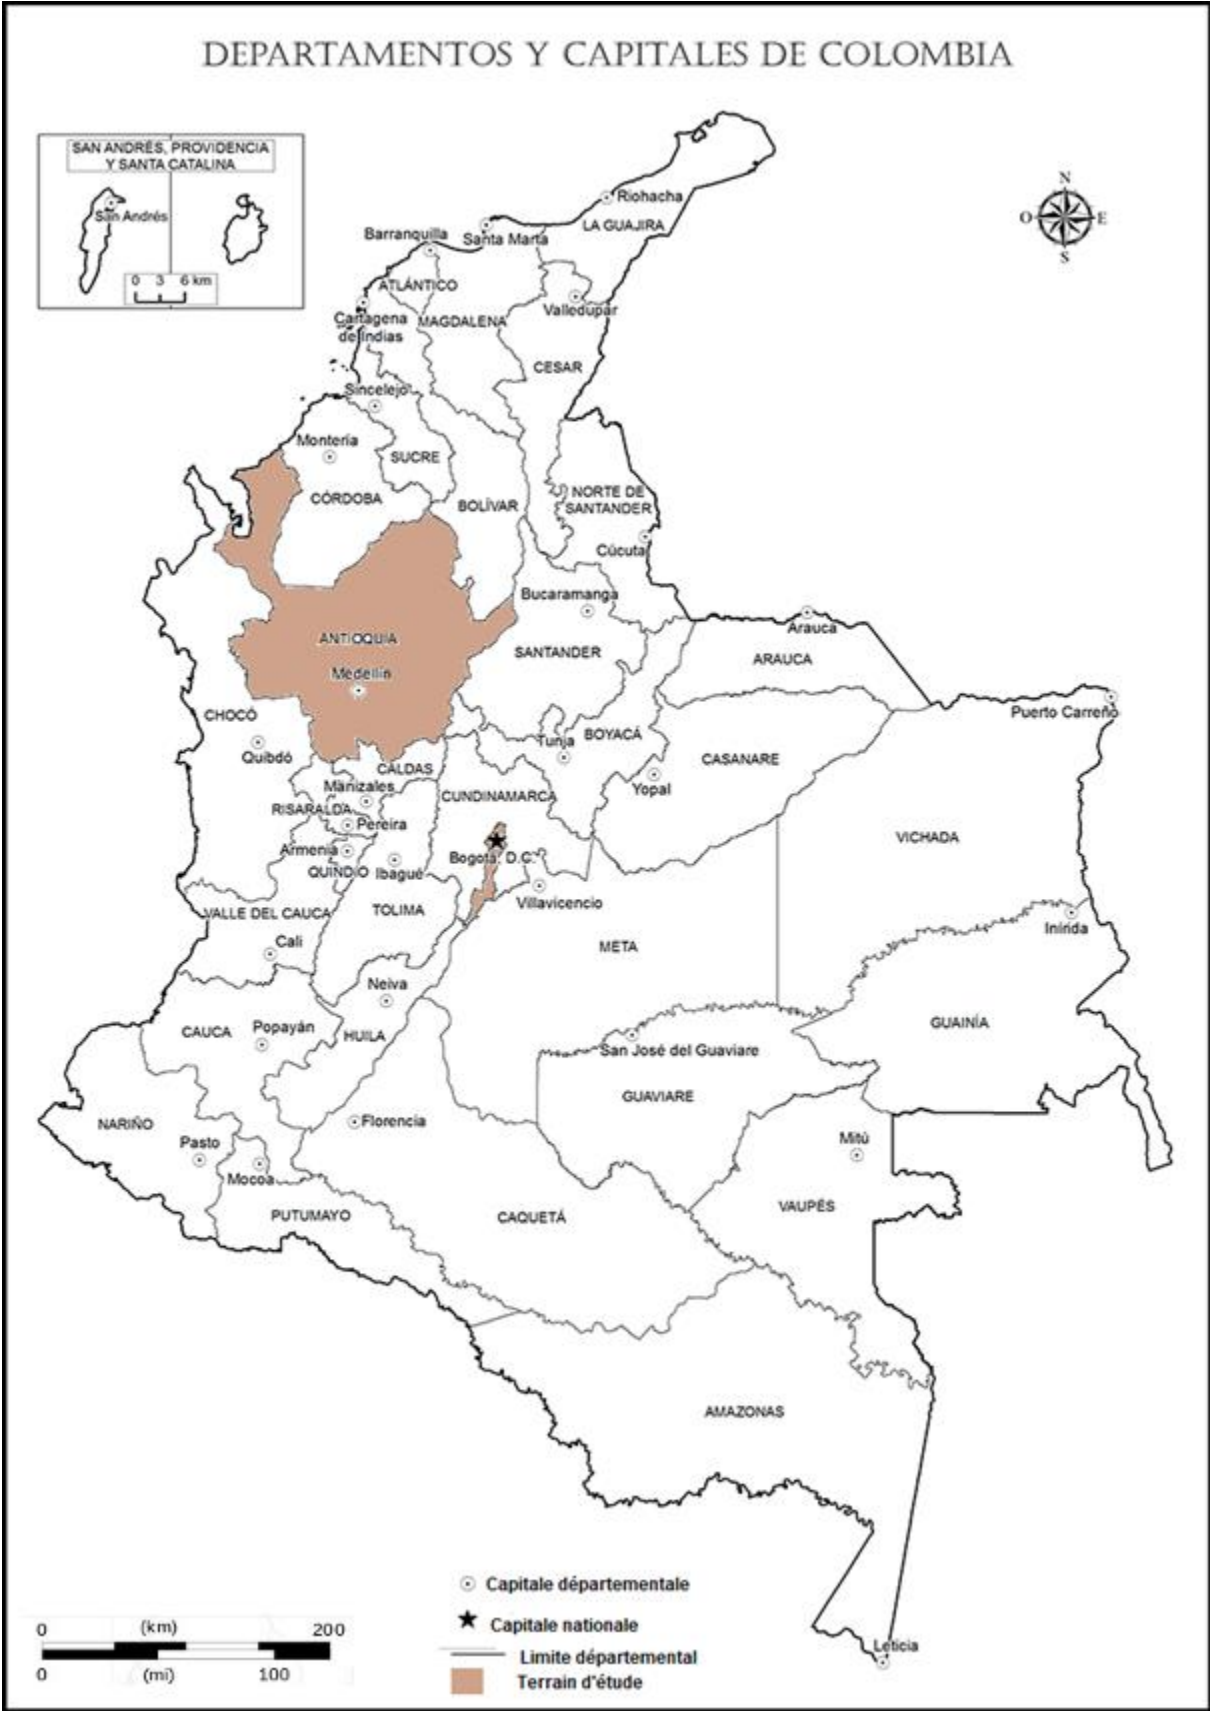 DEPARTAMENTOS Y CAPITALES DE COLOMBIA
SAN ANDRÉS, PROVIDENCIA
Y SANTA CATALINA
San Andrés
0 3 6 km
N
O E
S
Riohacha
LA GUAJIRA
Barranquilla
Santa Marta
ATLÁNTICO
Cartagena
de Indias
MAGDALENA
Valledupar
CESAR
Sincelejo
Montería
SUCRE
CÓRDOBA
BOLÍVAR
NORTE DE
SANTANDER
Cúcuta
Bucaramanga
Arauca
ANTIOQUIA
SANTANDER
ARAUCA
Medellín
CHOCÓ
Puerto Carreño
Quibdó
Tunja
BOYACÁ
CASANARE
CALDAS
Manizales
CUNDINAMARCA
Yopal
RISARALDA
Pereira
VICHADA
Armenia
Bogotá, D.C.
QUINDIO
Ibagué
VALLE DEL CAUCA
TOLIMA
Villavicencio
Inírida
Cali
META
Neiva
CAUCA
Popayán
HUILA
GUAINÍA
San José del Guaviare
GUAVIARE
NARIÑO
Florencia
Pasto
Mitú
Mocoa
PUTUMAYO
CAQUETÁ
VAUPÉS
AMAZONAS
Leticia
Capitale départementale
Capitale nationale
Limite départemental
Terrain d'étude
0 (km) 200
0 (mi) 100